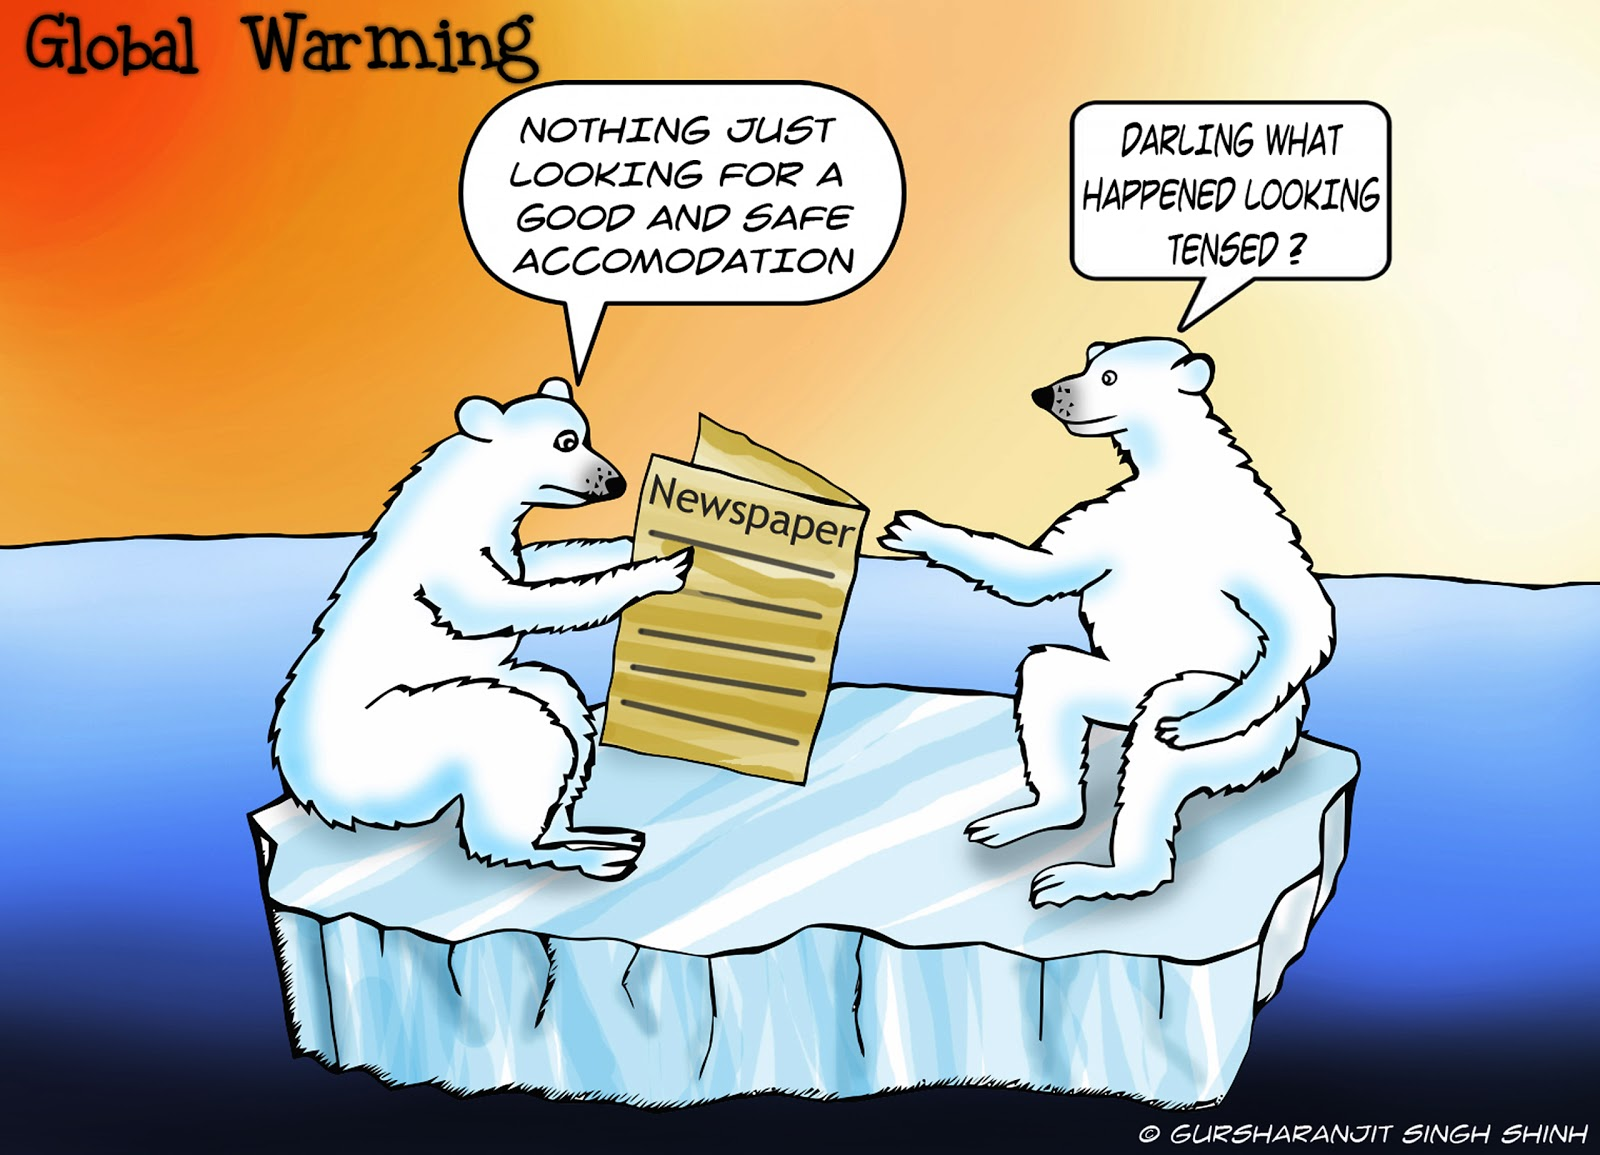 Global Warming
NOTHING JUST
LOOKING FOR A
GOOD AND SAFE
ACCOMODATION
DARLING WHAT
HAPPENED LOOKING
TENSED ?
Newspaper
© GURSHARANJIT SINGH SHINH